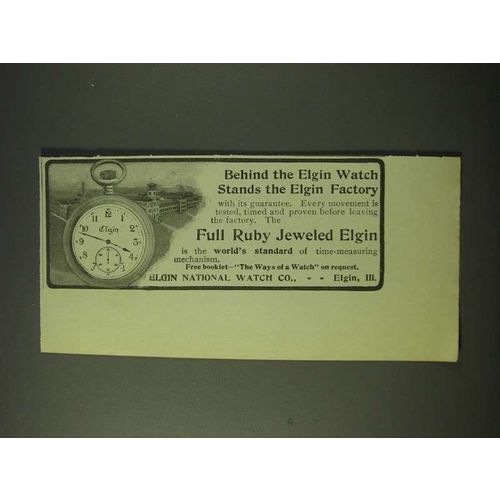 Behind the Elgin Watch
Stands the Elgin Factory
with its guarantee. Every movement is
tested, timed and proven before leaving
the factory. The
Full Ruby Jeweled Elgin
is the world's standard of time-measuring
mechanism.
Free booklet—"The Ways of a Watch" on request.
ELGIN NATIONAL WATCH CO., - - Elgin, Ill.
Elgin